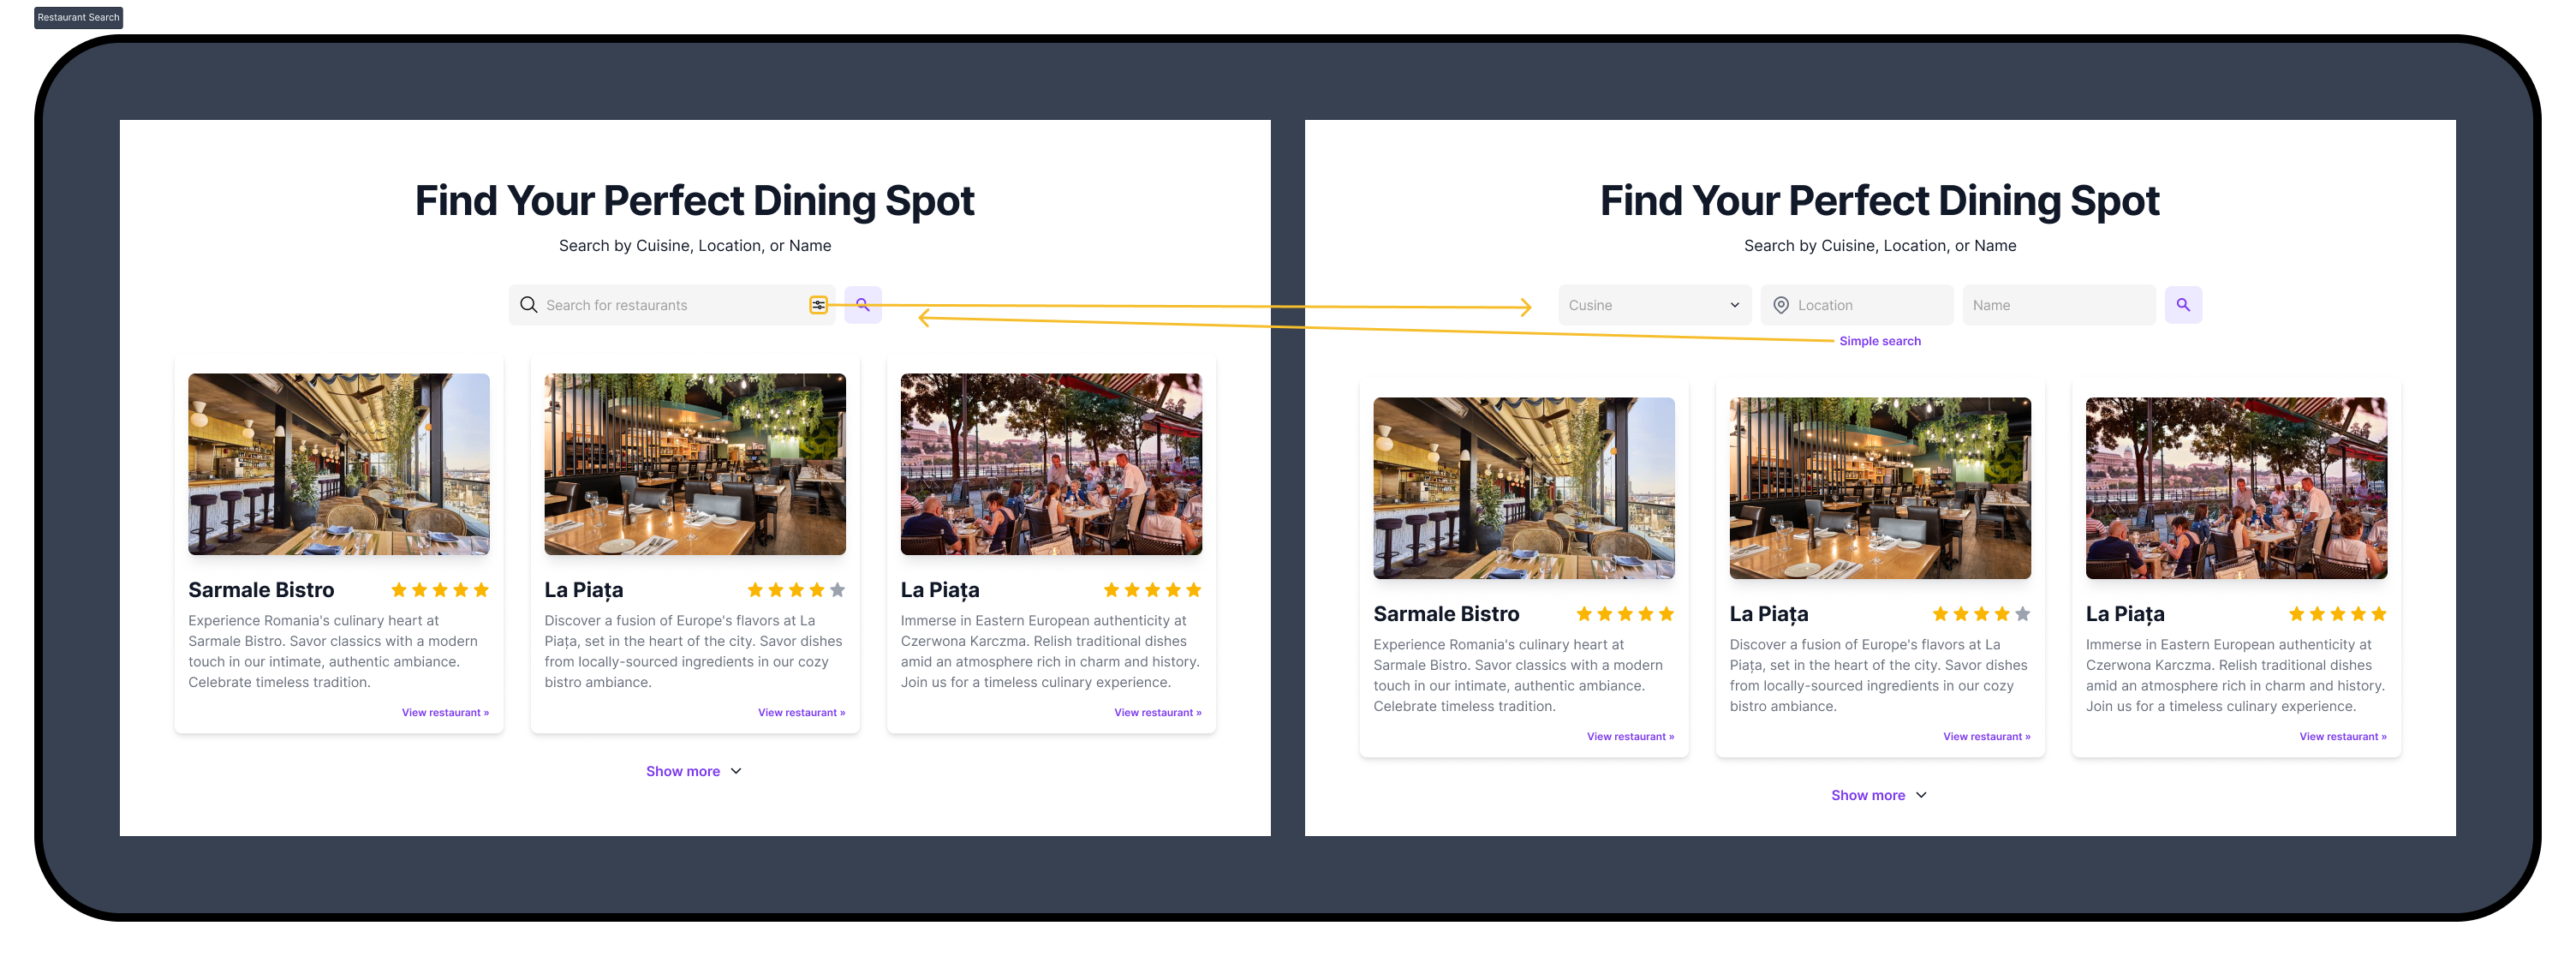 Restaurant Search
Find Your Perfect Dining Spot
Search by Cuisine, Location, or Name
Search for restaurants
Sarmale Bistro
Experience Romania's culinary heart at
Sarmale Bistro. Savor classics with a modern
touch in our intimate, authentic ambiance.
Celebrate timeless tradition.
View restaurant »
La Piața
Discover a fusion of Europe's flavors at La
Piața, set in the heart of the city. Savor dishes
from locally-sourced ingredients in our cozy
bistro ambiance.
View restaurant »
La Piața
Immerse in Eastern European authenticity at
Czerwona Karczma. Relish traditional dishes
amid an atmosphere rich in charm and history.
Join us for a timeless culinary experience.
View restaurant »
Show more
Find Your Perfect Dining Spot
Search by Cuisine, Location, or Name
Cusine
Location
Name
Simple search
Sarmale Bistro
Experience Romania's culinary heart at
Sarmale Bistro. Savor classics with a modern
touch in our intimate, authentic ambiance.
Celebrate timeless tradition.
View restaurant »
La Piața
Discover a fusion of Europe's flavors at La
Piața, set in the heart of the city. Savor dishes
from locally-sourced ingredients in our cozy
bistro ambiance.
View restaurant »
La Piața
Immerse in Eastern European authenticity at
Czerwona Karczma. Relish traditional dishes
amid an atmosphere rich in charm and history.
Join us for a timeless culinary experience.
View restaurant »
Show more